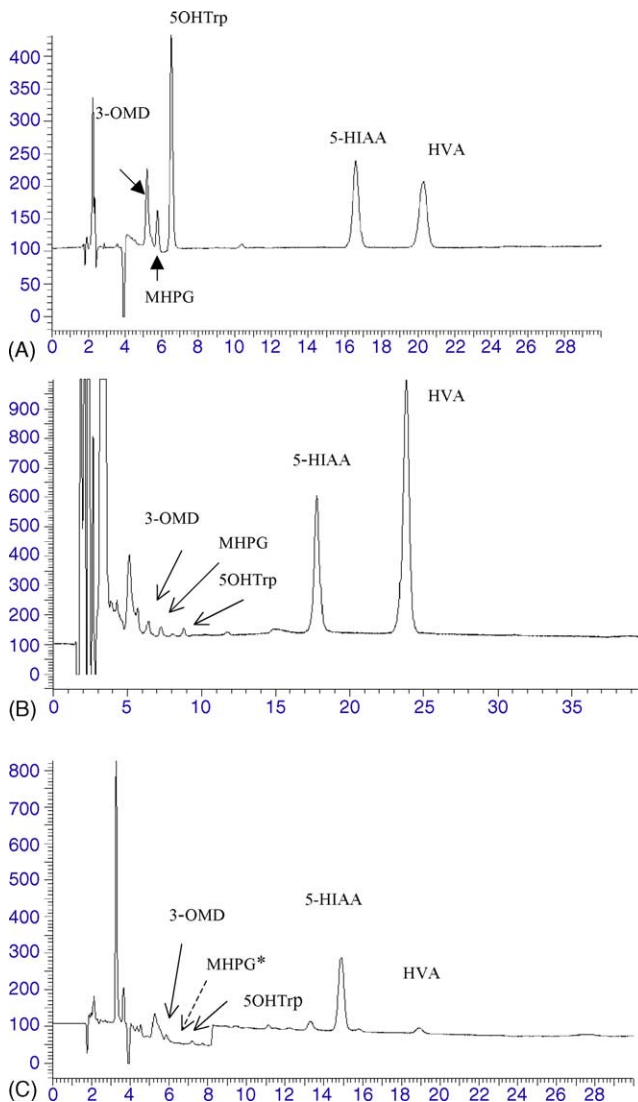 5OHTrp
400
3-OMD
350
300
5-HIAA
HVA
250
200
150
100
50
MHPG
0
(A)
0 2 4 6 8 10 12 14 16 18 20 22 24 26 28
900
HVA
800
700
5-HIAA
600
500
3-OMD
400
MHPG
300
5OHTrp
200
100
0
(B)
0 5 10 15 20 25 30 35
800
700
600
500
5-HIAA
400
3-OMD
300
MHPG*
HVA
200
5OHTrp
100
0
(C)
0 2 4 6 8 10 12 14 16 18 20 22 24 26 28